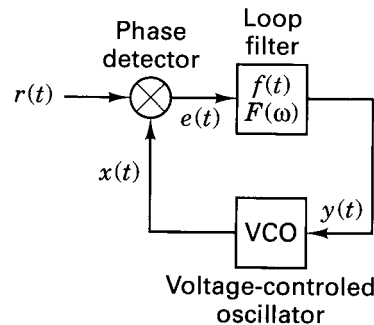 Phase
detector
Loop
filter
r(t)
e(t)
f(t)
F(ω)
x(t)
y(t)
VCO
Voltage-controled
oscillator